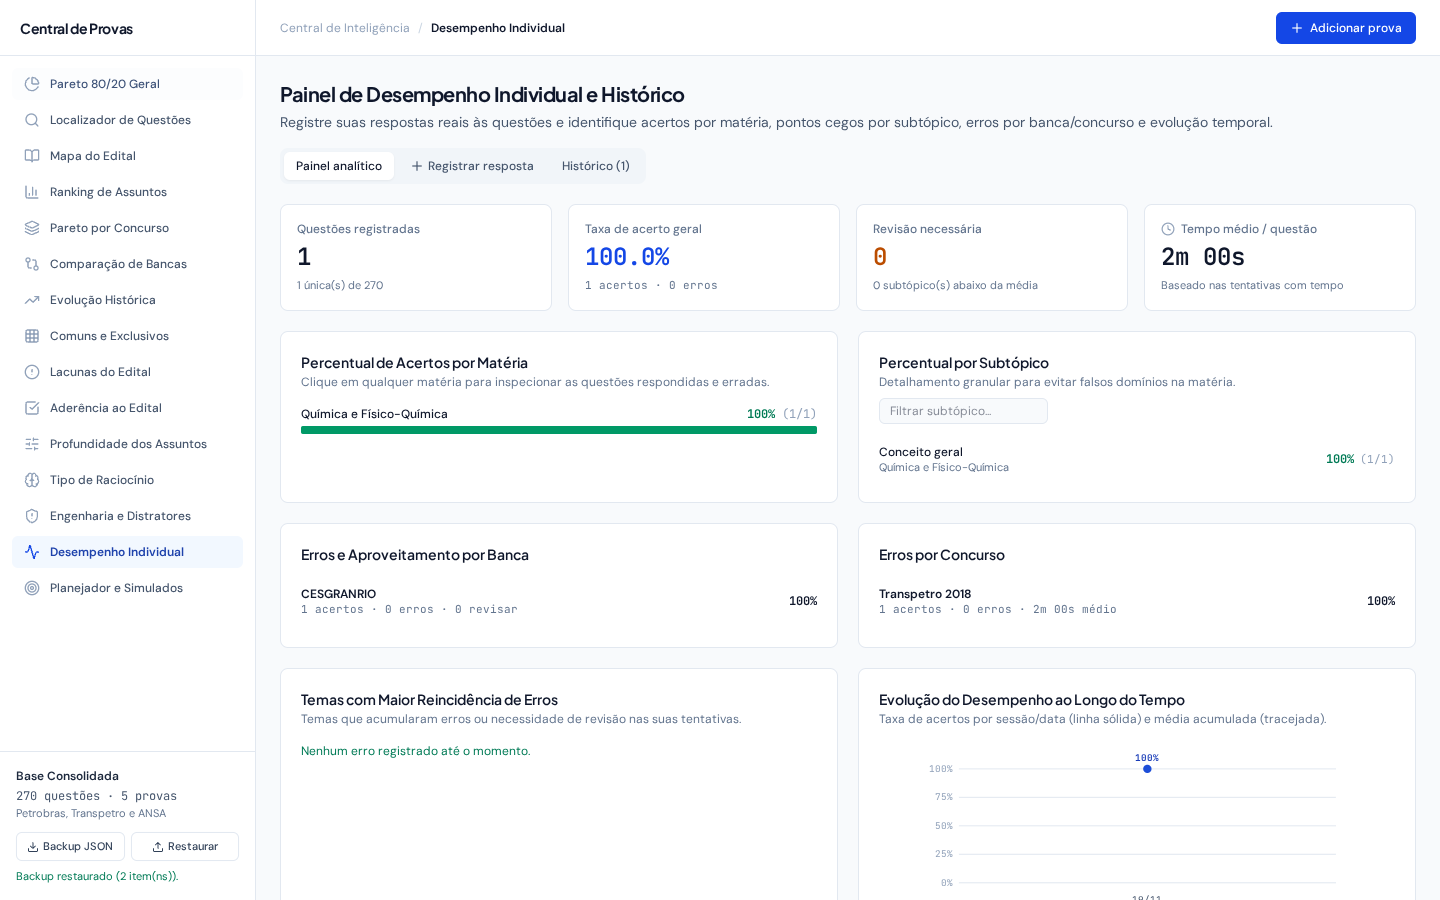 Central de Provas
Pareto 80/20 Geral
Localizador de Questões
Mapa do Edital
Ranking de Assuntos
Pareto por Concurso
Comparação de Bancas
Evolução Histórica
Comuns e Exclusivos
Lacunas do Edital
Aderência ao Edital
Profundidade dos Assuntos
Tipo de Raciocínio
Engenharia e Distratores
Desempenho Individual
Planejador e Simulados
Base Consolidada
270 questões · 5 provas
Petrobras, Transpetro e ANSA
Backup JSON
Restaurar
Backup restaurado (2 item(ns)).
Central de Inteligência / Desempenho Individual
Adicionar prova
Painel de Desempenho Individual e Histórico
Registre suas respostas reais às questões e identifique acertos por matéria, pontos cegos por subtópico, erros por banca/concurso e evolução temporal.
Painel analítico
Registrar resposta
Histórico (1)
Questões registradas
1
1 única(s) de 270
Taxa de acerto geral
100.0%
1 acertos · 0 erros
Revisão necessária
0
0 subtópico(s) abaixo da média
Tempo médio / questão
2m 00s
Baseado nas tentativas com tempo
Percentual de Acertos por Matéria
Clique em qualquer matéria para inspecionar as questões respondidas e erradas.
Química e Físico-Química 100% (1/1)
Percentual por Subtópico
Detalhamento granular para evitar falsos domínios na matéria.
Filtrar subtópico...
Conceito geral
Química e Físico-Química
100% (1/1)
Erros e Aproveitamento por Banca
CESGRANRIO
1 acertos · 0 erros · 0 revisar
100%
Erros por Concurso
Transpetro 2018
1 acertos · 0 erros · 2m 00s médio
100%
Temas com Maior Reincidência de Erros
Temas que acumularam erros ou necessidade de revisão nas suas tentativas.
Nenhum erro registrado até o momento.
Evolução do Desempenho ao Longo do Tempo
Taxa de acertos por sessão/data (linha sólida) e média acumulada (tracejada).
100%
100%
75%
50%
25%
0%